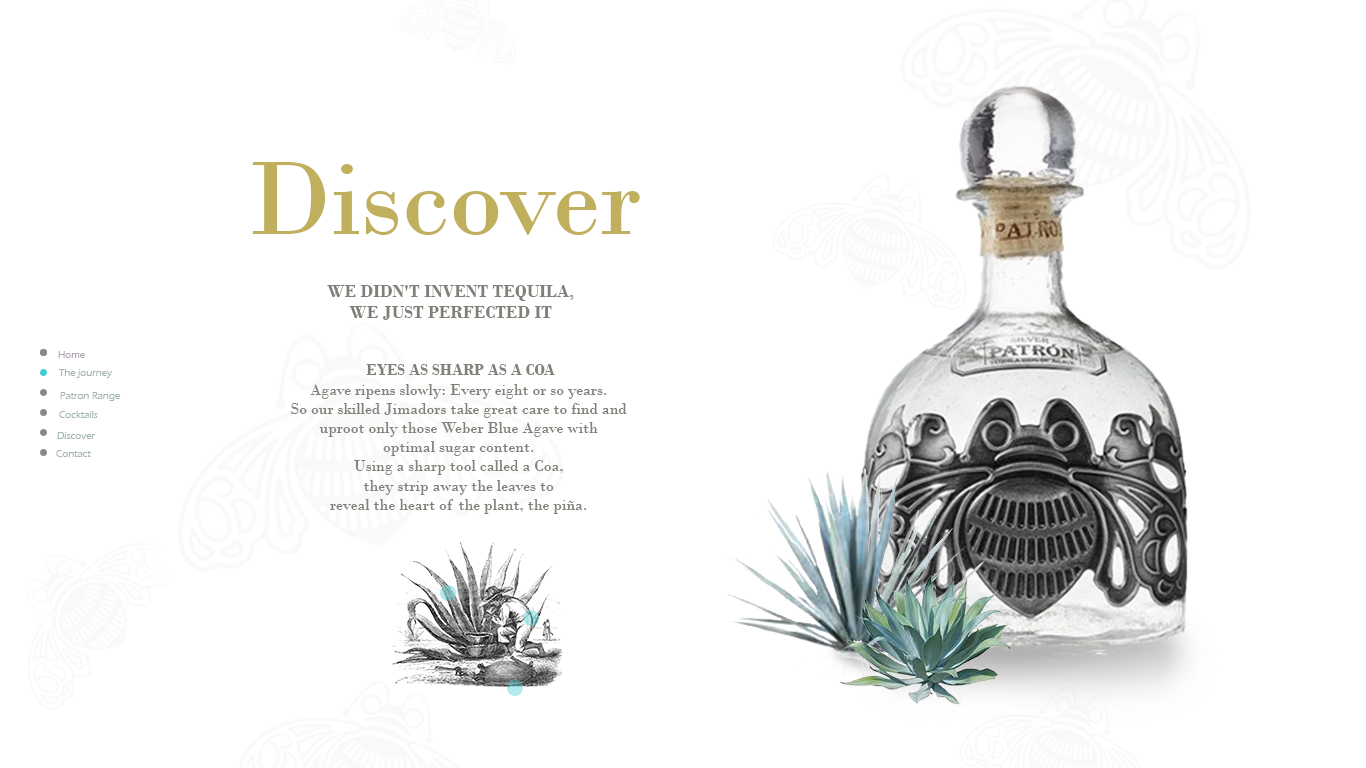 Discover
WE DIDN'T INVENT TEQUILA,
WE JUST PERFECTED IT
EYES AS SHARP AS A COA
Agave ripens slowly: Every eight or so years.
So our skilled Jimadors take great care to find and
uproot only those Weber Blue Agave with
optimal sugar content.
Using a sharp tool called a Coa,
they strip away the leaves to
reveal the heart of the plant, the piña.
Home
The journey
Patron Range
Cocktails
Discover
Contact
PATRÓ
SILVER
PATRÓN